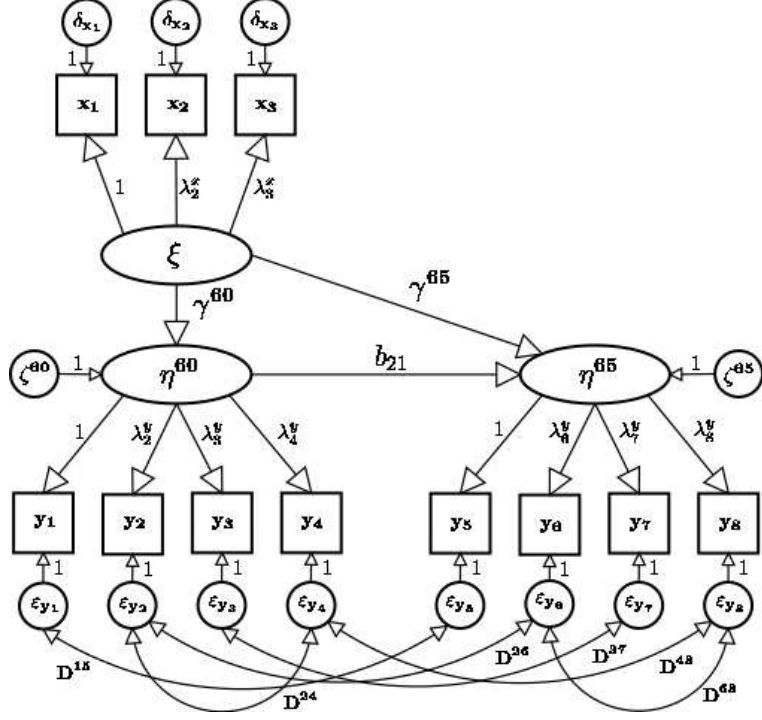 δx₁ δx₂ δx₃
1 1 1
x₁ x₂ x₃
1 λ₂ˣ λ₃ˣ
ξ
γ⁶⁰ γ⁶⁵
ζ⁶⁰ 1 η⁶⁰ b₂₁ η⁶⁵ 1 ζ⁶⁵
1 λ₂ʸ λ₃ʸ λ₄ʸ 1 λ₆ʸ λ₇ʸ λ₈ʸ
y₁ y₂ y₃ y₄ y₅ y₆ y₇ y₈
1 1 1 1 1 1 1 1
εy₁ εy₂ εy₃ εy₄ εy₅ εy₆ εy₇ εy₈
D¹⁵ D²⁴ D²⁶ D³⁷ D⁴⁸ D⁶⁸